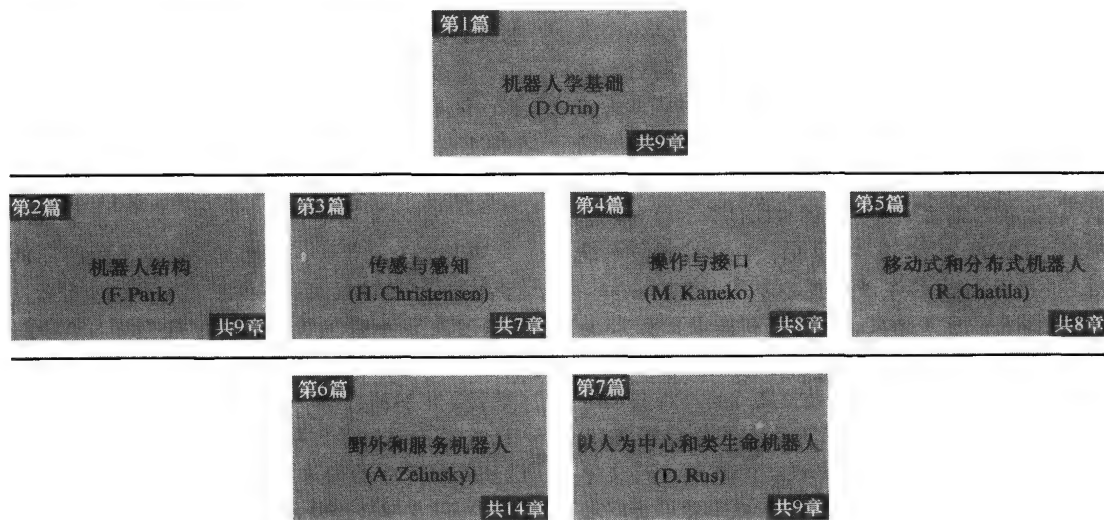 第1篇
机器人学基础
(D.Orin)
共9章
第2篇
机器人结构
(F. Park)
共9章
第3篇
传感与感知
(H. Christensen)
共7章
第4篇
操作与接口
(M. Kaneko)
共8章
第5篇
移动式和分布式机器人
(R. Chatila)
共8章
第6篇
野外和服务机器人
(A. Zelinsky)
共14章
第7篇
以人为中心和类生命机器人
(D. Rus)
共9章